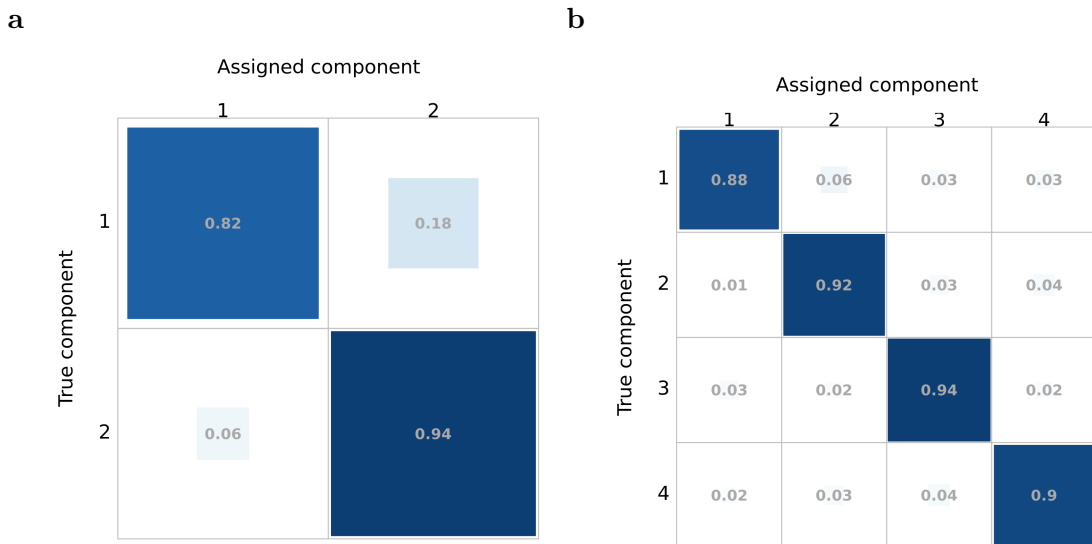 a
Assigned component
1 2
True component
1 0.82 0.18
2 0.06 0.94
b
Assigned component
1 2 3 4
True component
1 0.88 0.06 0.03 0.03
2 0.01 0.92 0.03 0.04
3 0.03 0.02 0.94 0.02
4 0.02 0.03 0.04 0.9